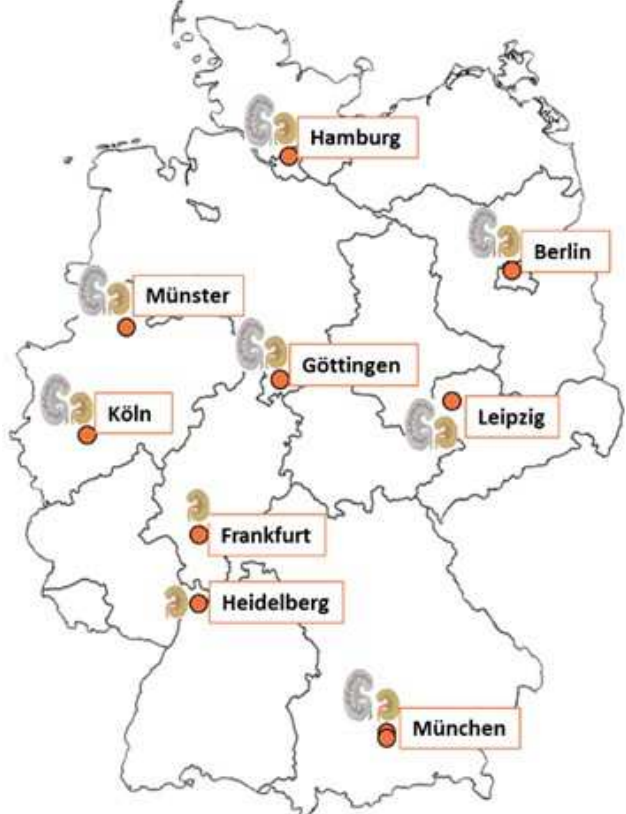 Hamburg
Berlin
Münster
Göttingen
Köln
Leipzig
Frankfurt
Heidelberg
München